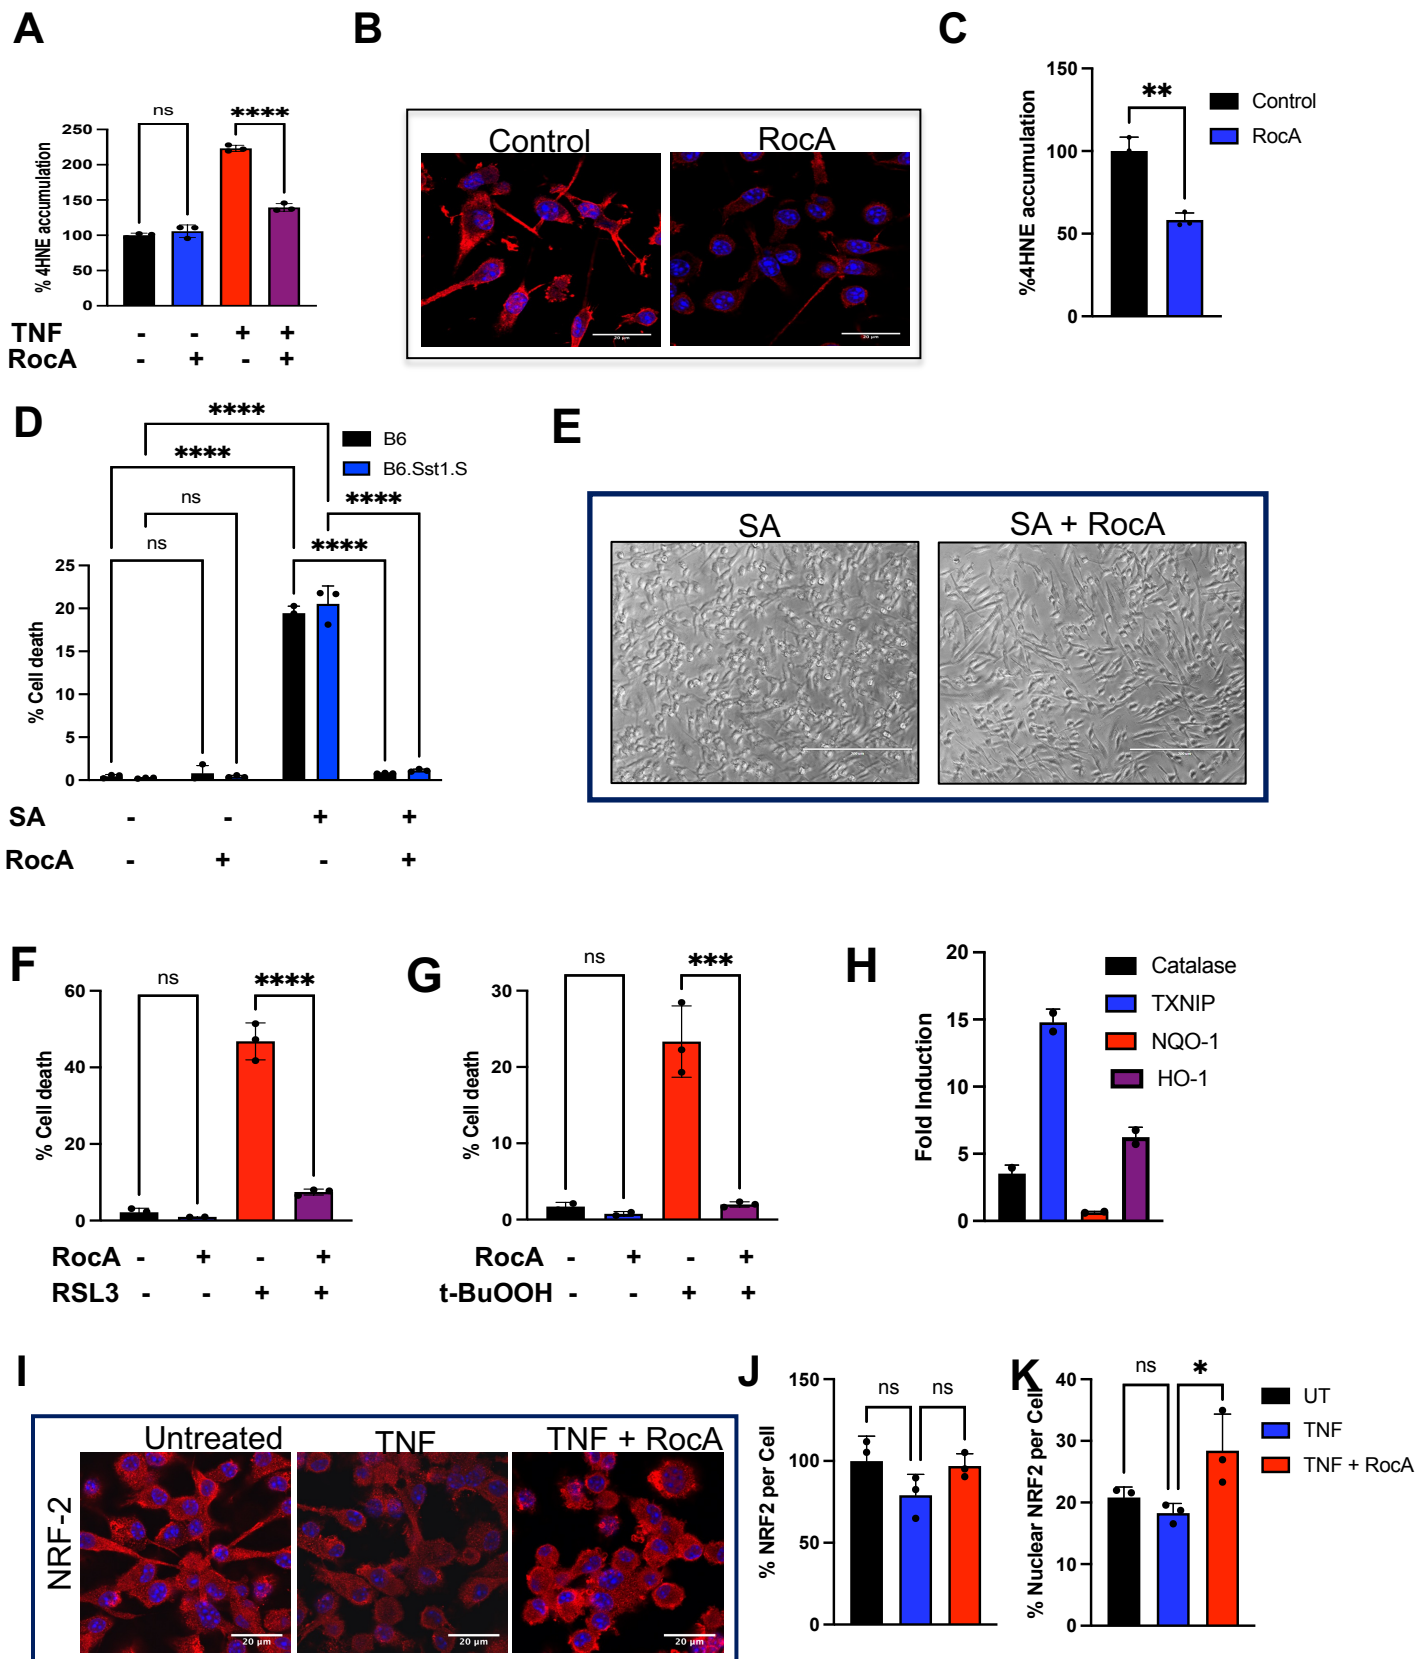 A
B
C
ns
****
% 4HNE accumulation
250
200
150
100
50
0
TNF - - + +
RocA - + - +
Control
RocA
20 µm
20 µm
**
%4HNE accumulation
150
100
50
0
Control
RocA
D
E
****
****
ns
****
ns
****
B6
B6.Sst1.S
% Cell death
25
20
15
10
5
0
SA - - + +
RocA - + - +
SA
SA + RocA
F
G
H
ns
****
% Cell death
60
40
20
0
RocA - + - +
RSL3 - - + +
ns
***
% Cell death
30
20
10
0
RocA - + - +
t-BuOOH - - + +
Fold Induction
20
15
10
5
0
Catalase
TXNIP
NQO-1
HO-1
I
J
K
NRF-2
Untreated
TNF
TNF + RocA
20 µm
20 µm
20 µm
ns
ns
% NRF2 per Cell
150
100
50
0
ns
*
% Nuclear NRF2 per Cell
40
30
20
10
0
UT
TNF
TNF + RocA